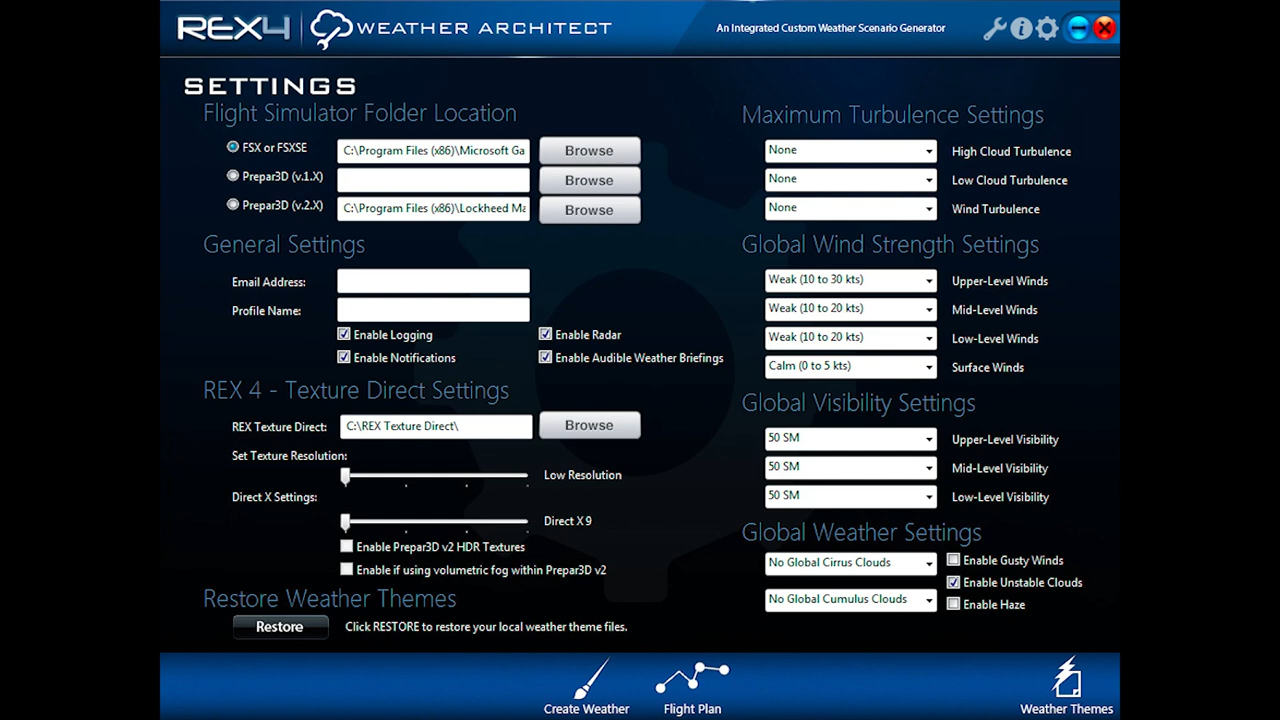 REX4 WEATHER ARCHITECT
An Integrated Custom Weather Scenario Generator
SETTINGS
Flight Simulator Folder Location
FSX or FSXSE C:\Program Files (x86)\Microsoft Ga Browse
Prepar3D (v.1.X) Browse
Prepar3D (v.2.X) C:\Program Files (x86)\Lockheed Ma Browse
General Settings
Email Address:
Profile Name:
Enable Logging Enable Radar
Enable Notifications Enable Audible Weather Briefings
REX 4 - Texture Direct Settings
REX Texture Direct: C:\REX Texture Direct\ Browse
Set Texture Resolution:
Low Resolution
Direct X Settings:
Direct X 9
Enable Prepar3D v2 HDR Textures
Enable if using volumetric fog within Prepar3D v2
Restore Weather Themes
Restore Click RESTORE to restore your local weather theme files.
Maximum Turbulence Settings
None High Cloud Turbulence
None Low Cloud Turbulence
None Wind Turbulence
Global Wind Strength Settings
Weak (10 to 30 kts) Upper-Level Winds
Weak (10 to 20 kts) Mid-Level Winds
Weak (10 to 20 kts) Low-Level Winds
Calm (0 to 5 kts) Surface Winds
Global Visibility Settings
50 SM Upper-Level Visibility
50 SM Mid-Level Visibility
50 SM Low-Level Visibility
Global Weather Settings
No Global Cirrus Clouds Enable Gusty Winds
Enable Unstable Clouds
No Global Cumulus Clouds Enable Haze
Create Weather Flight Plan Weather Themes